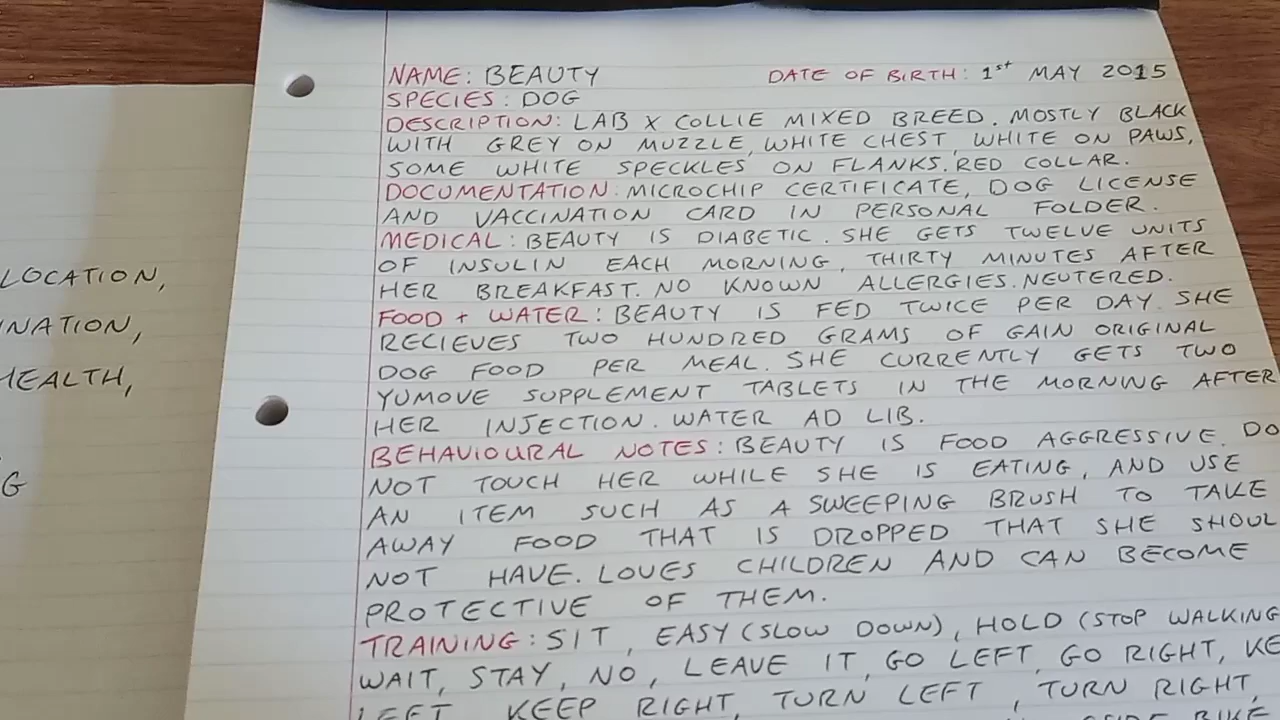 LOCATION,
NATION,
HEALTH,
G
NAME: BEAUTY DATE OF BIRTH: 1st MAY 2015
SPECIES: DOG
DESCRIPTION: LAB X COLLIE MIXED BREED. MOSTLY BLACK
WITH GREY ON MUZZLE, WHITE CHEST, WHITE ON PAWS,
SOME WHITE SPECKLES ON FLANKS. RED COLLAR.
DOCUMENTATION: MICROCHIP CERTIFICATE, DOG LICENSE
AND VACCINATION CARD IN PERSONAL FOLDER.
MEDICAL: BEAUTY IS DIABETIC. SHE GETS TWELVE UNITS
OF INSULIN EACH MORNING, THIRTY MINUTES AFTER
HER BREAKFAST. NO KNOWN ALLERGIES. NEUTERED.
FOOD + WATER: BEAUTY IS FED TWICE PER DAY. SHE
RECIEVES TWO HUNDRED GRAMS OF GAIN ORIGINAL
DOG FOOD PER MEAL. SHE CURRENTLY GETS TWO
YUMOVE SUPPLEMENT TABLETS IN THE MORNING AFTER
HER INJECTION. WATER AD LIB.
BEHAVIOURAL NOTES: BEAUTY IS FOOD AGGRESSIVE. DO
NOT TOUCH HER WHILE SHE IS EATING, AND USE
AN ITEM SUCH AS A SWEEPING BRUSH TO TAKE
AWAY FOOD THAT IS DROPPED THAT SHE SHOUL
NOT HAVE. LOVES CHILDREN AND CAN BECOME
PROTECTIVE OF THEM.
TRAINING: SIT, EASY (SLOW DOWN), HOLD (STOP WALKING
WAIT, STAY, NO, LEAVE IT, GO LEFT, GO RIGHT, KE
LEFT KEEP RIGHT, TURN LEFT, TURN RIGHT,
BIKE